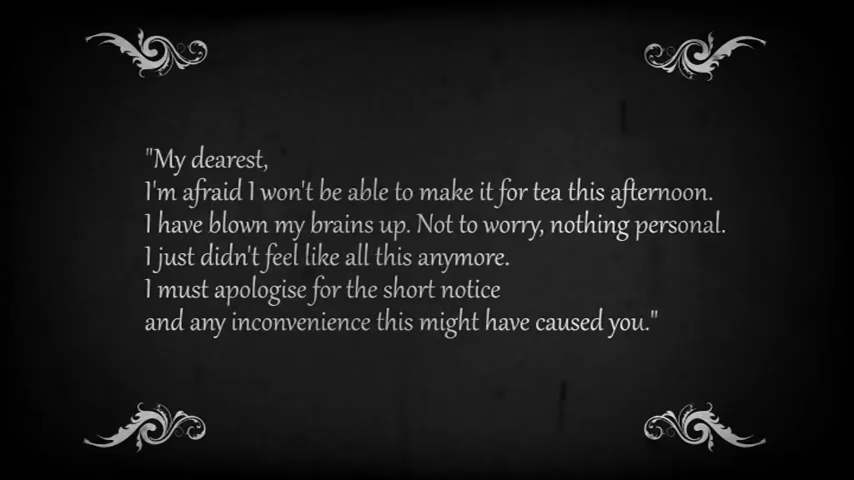 "My dearest,
I'm afraid I won't be able to make it for tea this afternoon.
I have blown my brains up. Not to worry, nothing personal.
I just didn't feel like all this anymore.
I must apologise for the short notice
and any inconvenience this might have caused you."